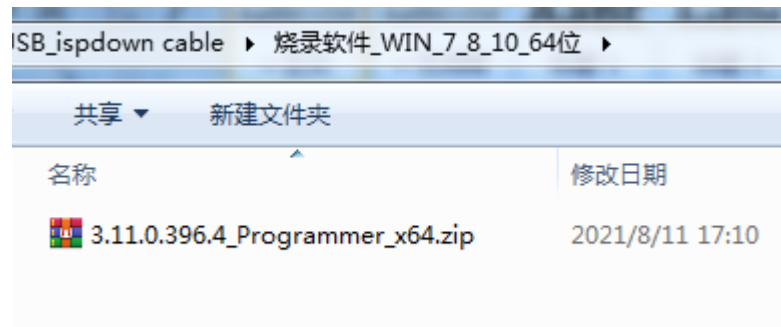 USB_ispdown cable ▸ 烧录软件_WIN_7_8_10_64位 ▸
共享 ▾ 新建文件夹
名称 修改日期
3.11.0.396.4_Programmer_x64.zip 2021/8/11 17:10